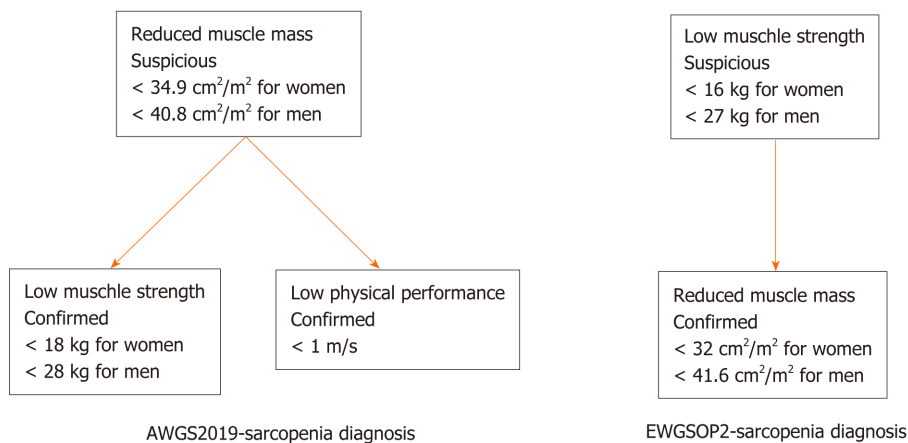 Reduced muscle mass
Suspicious
< 34.9 cm²/m² for women
< 40.8 cm²/m² for men
Low muschle strength
Confirmed
< 18 kg for women
< 28 kg for men
Low physical performance
Confirmed
< 1 m/s
AWGS2019-sarcopenia diagnosis
Low muschle strength
Suspicious
< 16 kg for women
< 27 kg for men
Reduced muscle mass
Confirmed
< 32 cm²/m² for women
< 41.6 cm²/m² for men
EWGSOP2-sarcopenia diagnosis